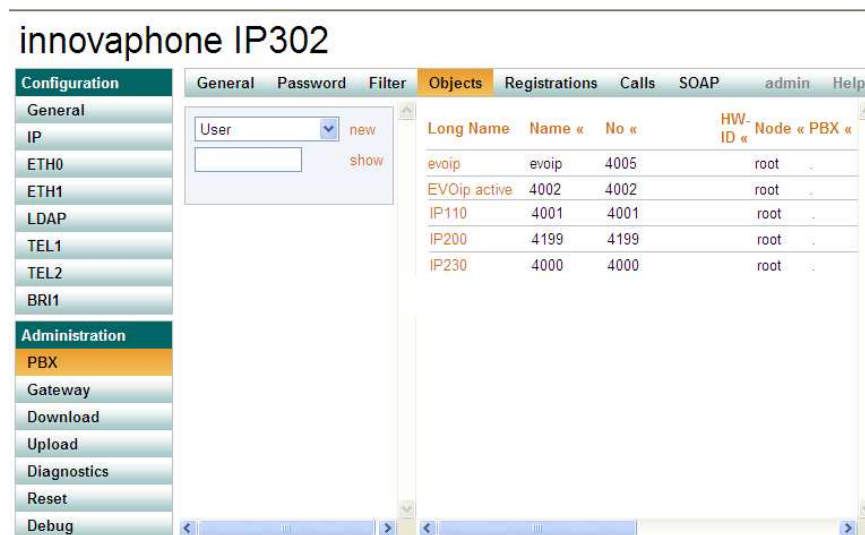 innovaphone IP302
Configuration
General
IP
ETH0
ETH1
LDAP
TEL1
TEL2
BRI1
Administration
PBX
Gateway
Download
Upload
Diagnostics
Reset
Debug
General Password Filter Objects Registrations Calls SOAP admin Help
User new
show
Long Name Name « No « HW-ID « Node « PBX «
evoip evoip 4005 root .
EVOip active 4002 4002 root .
IP110 4001 4001 root .
IP200 4199 4199 root .
IP230 4000 4000 root .